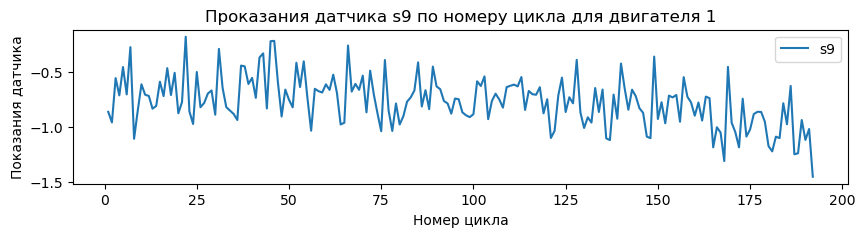 Проказания датчика s9 по номеру цикла для двигателя 1
Показания датчика
−0.5
−1.0
−1.5
s9
0 25 50 75 100 125 150 175 200
Номер цикла